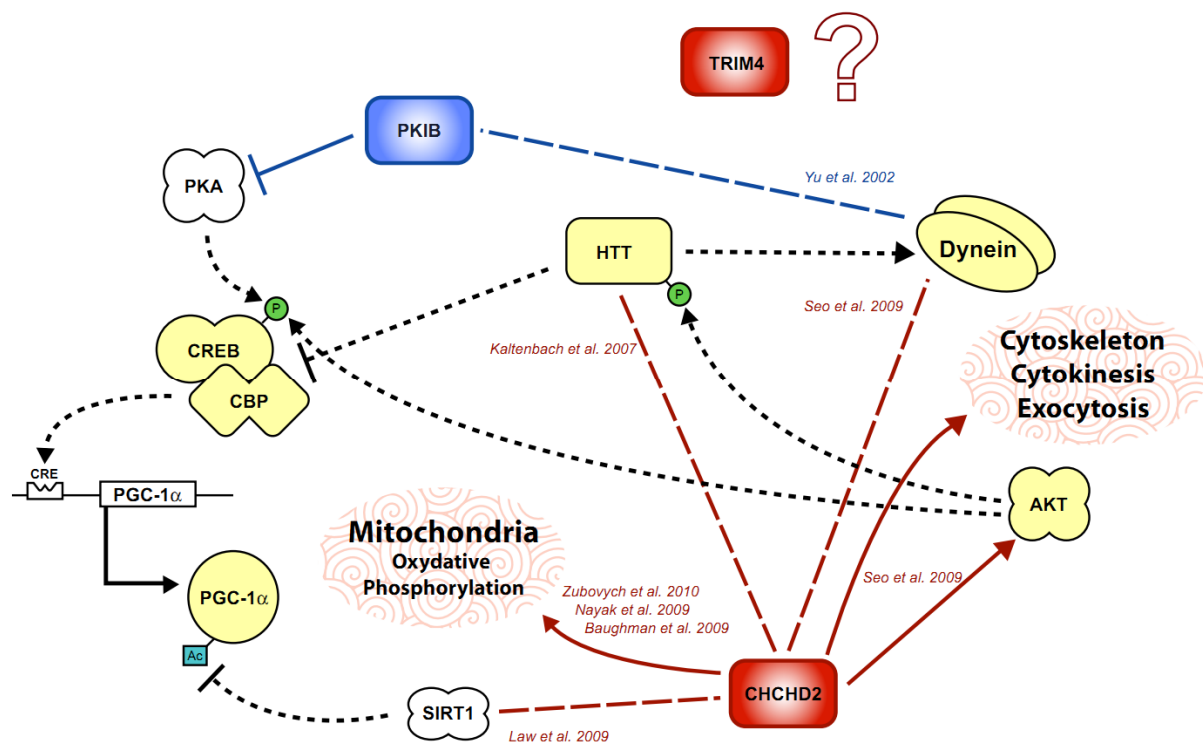 TRIM4
?
PKIB
PKA
Yu et al. 2002
HTT
Dynein
P
P
Seo et al. 2009
CREB
Kaltenbach et al. 2007
Cytoskeleton
Cytokinesis
Exocytosis
CBP
CRE
PGC-1α
AKT
Mitochondria
Oxydative
Phosphorylation
PGC-1α
Seo et al. 2009
Zubovych et al. 2010
Nayak et al. 2009
Baughman et al. 2009
Ac
CHCHD2
SIRT1
Law et al. 2009